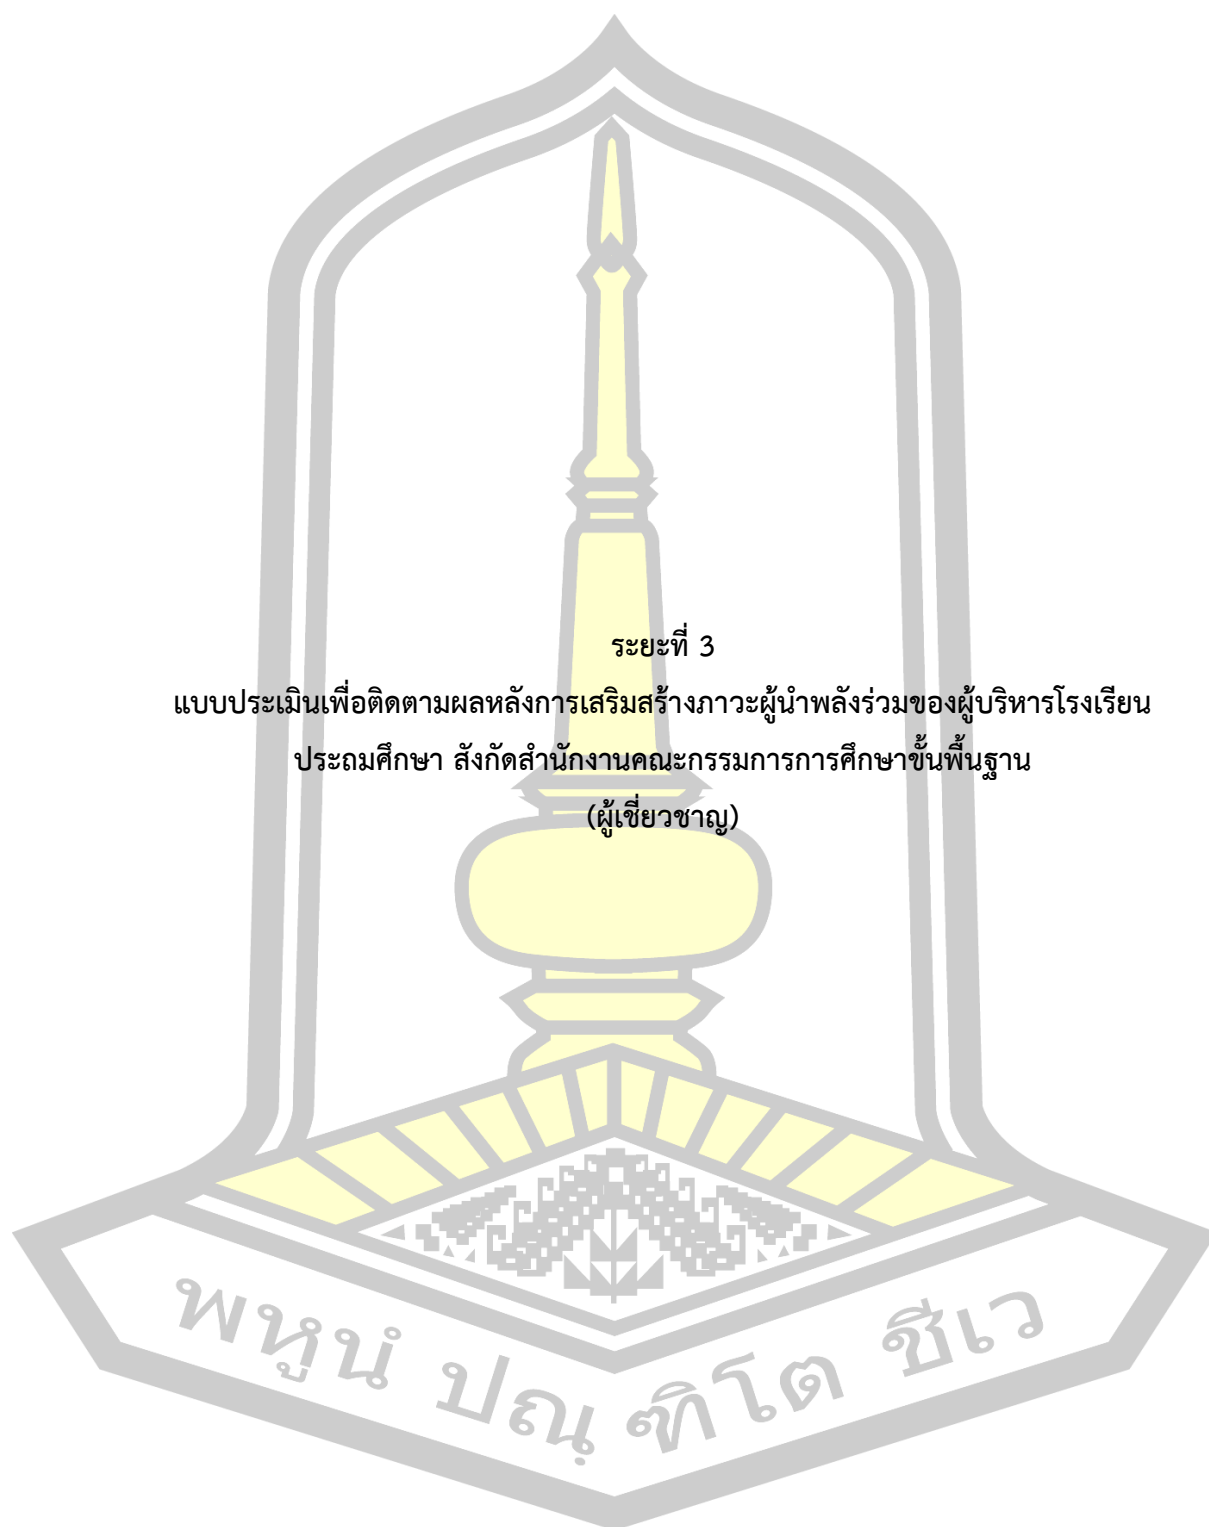 ระยะที่ 3
แบบประเมินเพื่อติดตามผลหลังการเสริมสร้างภาวะผู้นำพลังร่วมของผู้บริหารโรงเรียน
ประถมศึกษา สังกัดสำนักงานคณะกรรมการการศึกษาขั้นพื้นฐาน
(ผู้เชี่ยวชาญ)
พหูนํ ปณฺฑิโต ชีเว